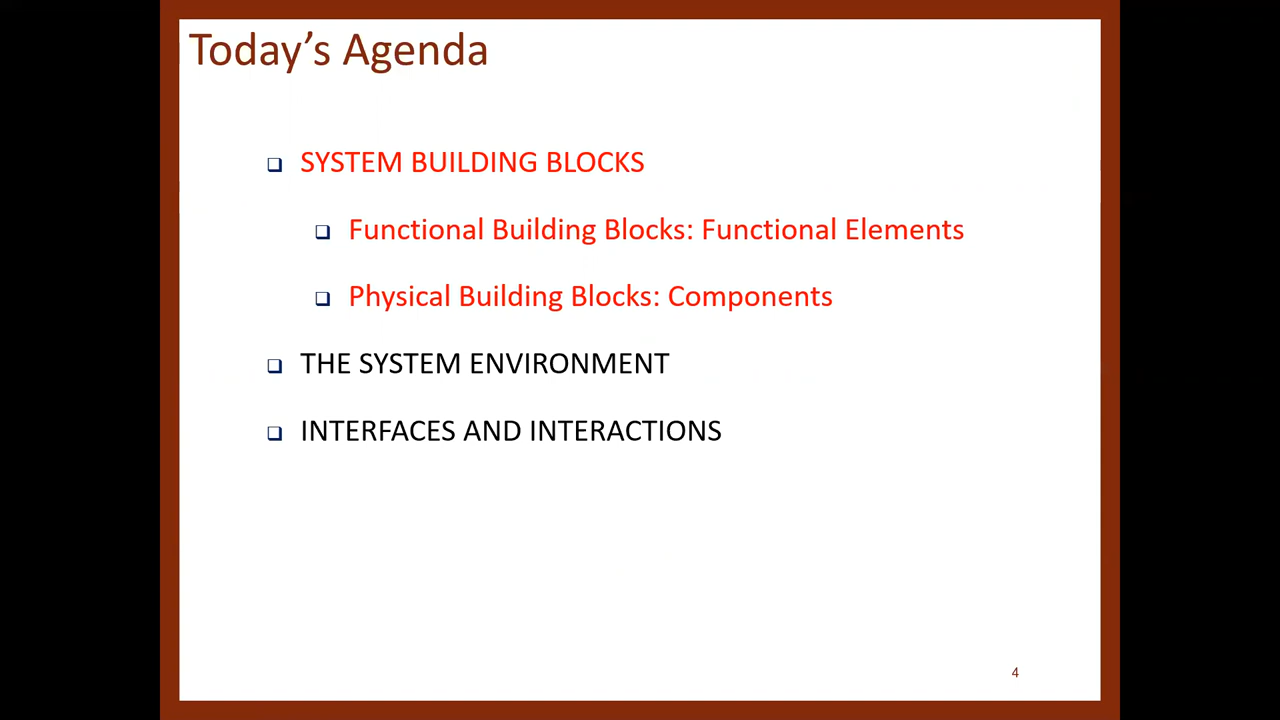 Today’s Agenda
SYSTEM BUILDING BLOCKS
Functional Building Blocks: Functional Elements
Physical Building Blocks: Components
THE SYSTEM ENVIRONMENT
INTERFACES AND INTERACTIONS
4